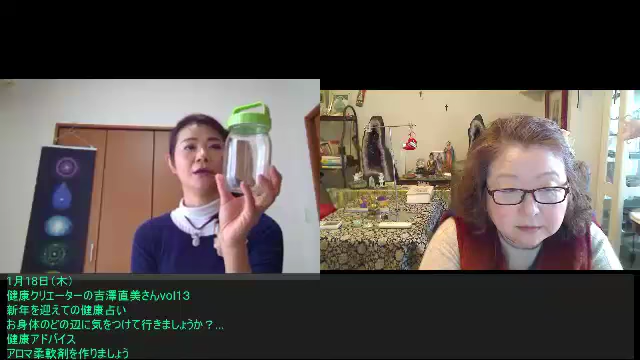 1月18日（木）
健康クリエーターの吉澤直美さんvol13
新年を迎えての健康占い
お身体のどの辺に気をつけて行きましょうか？...
健康アドバイス
アロマ柔軟剤を作りましょう